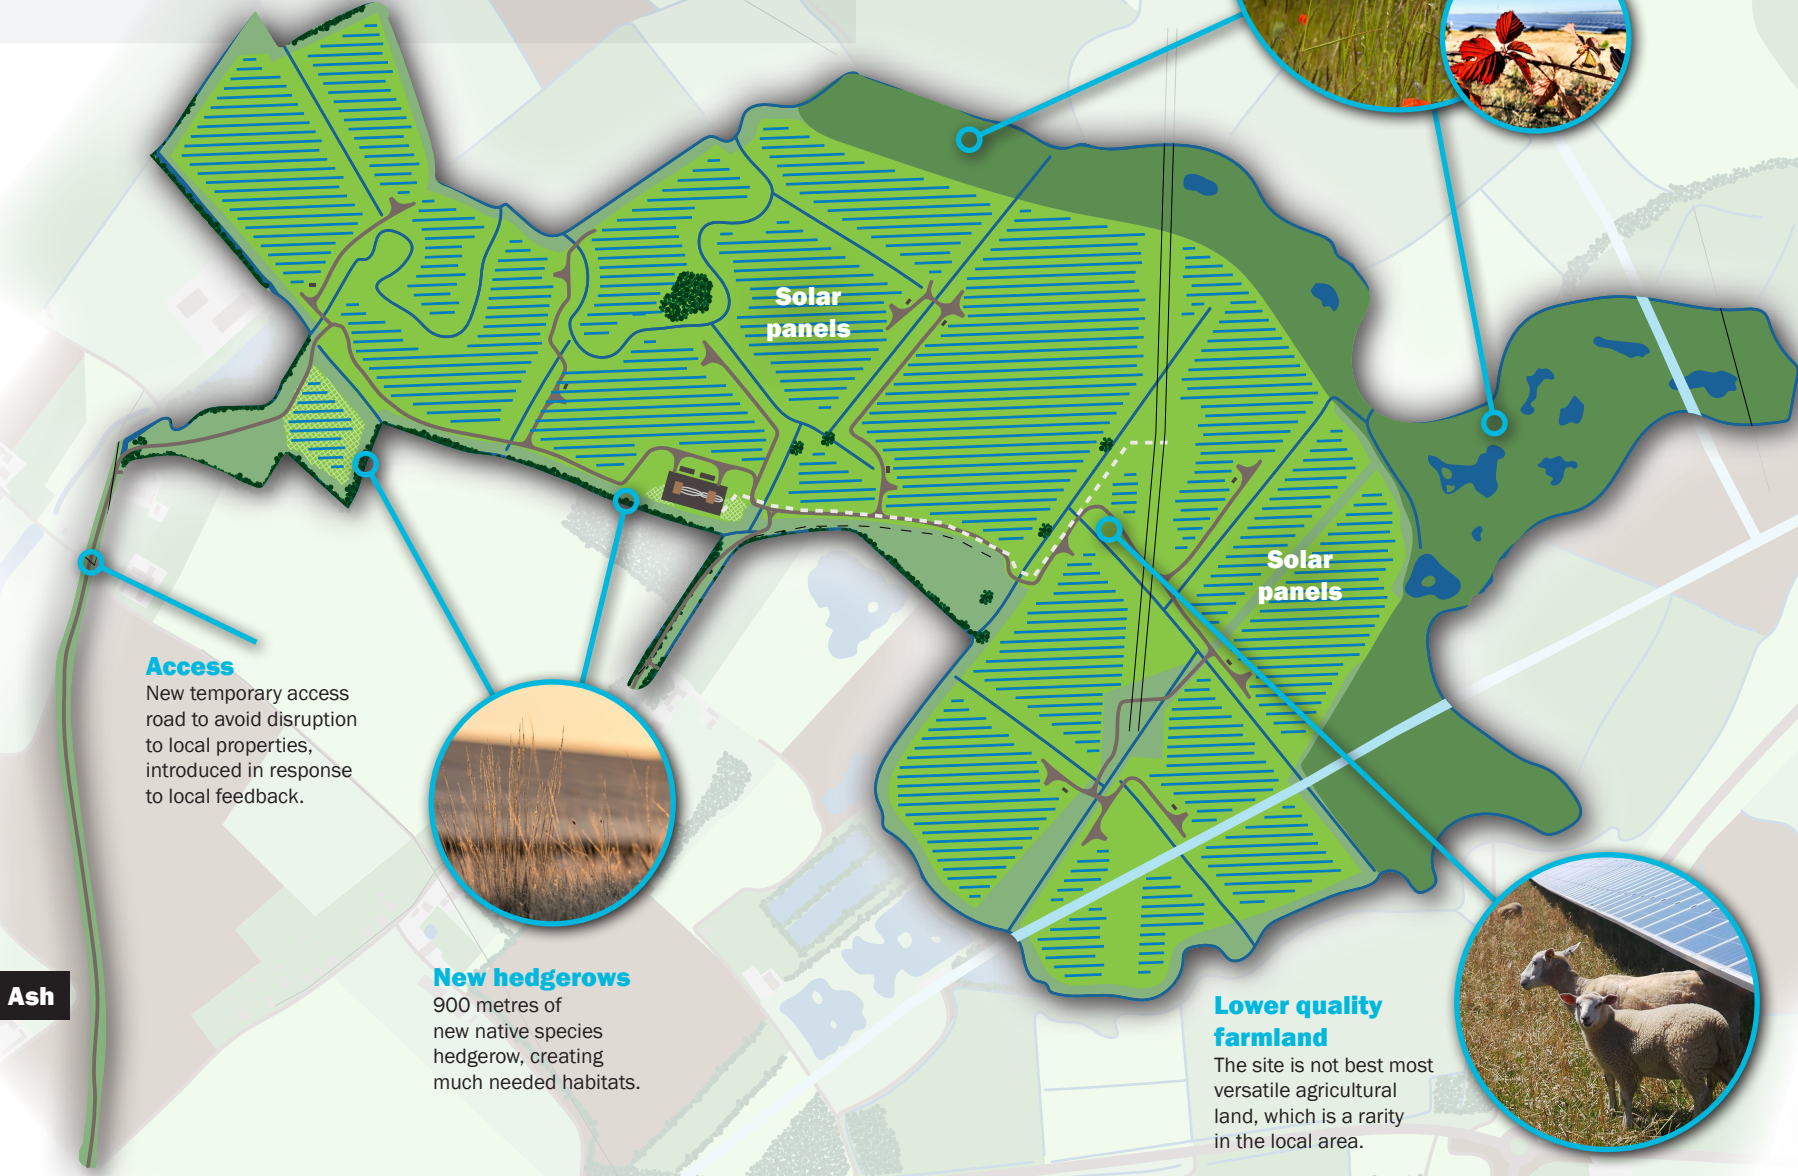 Solar
panels
Solar
panels
Access
New temporary access
road to avoid disruption
to local properties,
introduced in response
to local feedback.
Ash
New hedgerows
900 metres of
new native species
hedgerow, creating
much needed habitats.
Lower quality
farmland
The site is not best most
versatile agricultural
land, which is a rarity
in the local area.